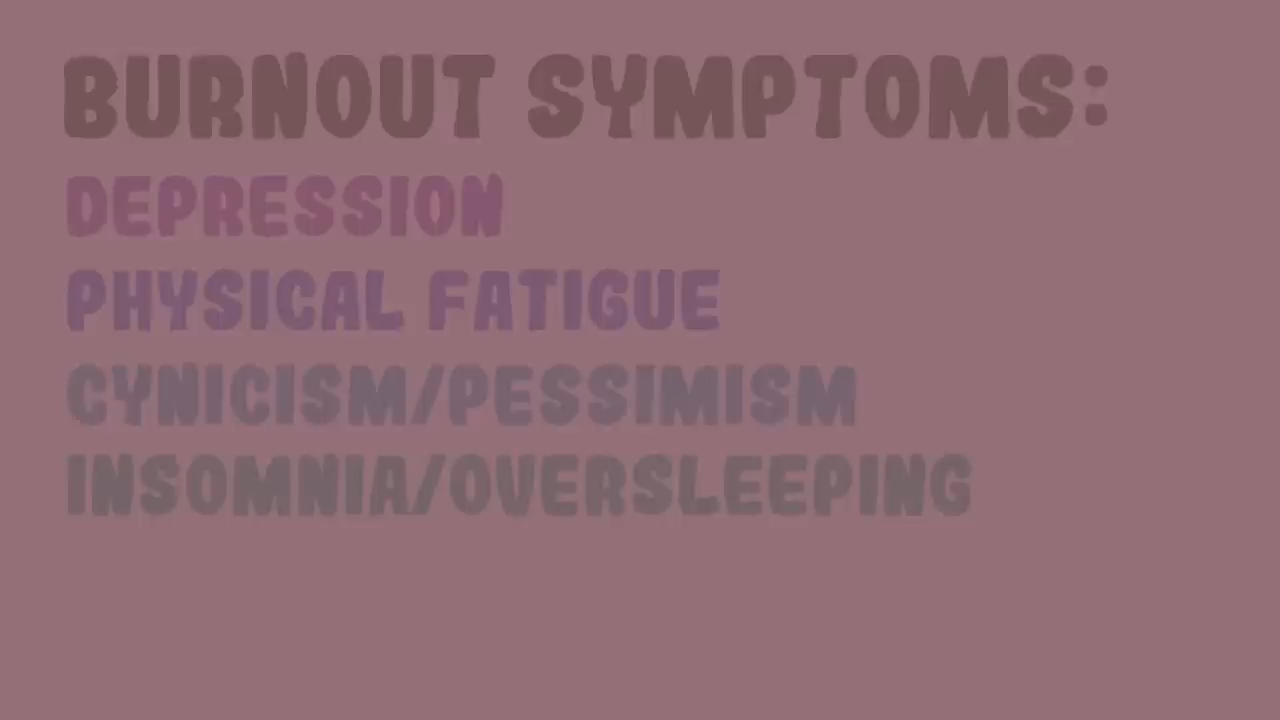 BURNOUT SYMPTOMS:
DEPRESSION
PHYSICAL FATIGUE
CYNICISM/PESSIMISM
INSOMNIA/OVERSLEEPING